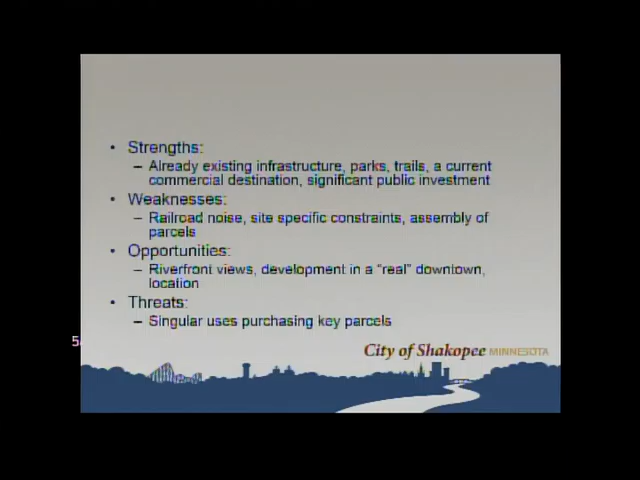 • Strengths:
– Already existing infrastructure, parks, trails, a current
commercial destination, significant public investment
• Weaknesses:
– Railroad noise, site specific constraints, assembly of
parcels
• Opportunities:
– Riverfront views, development in a "real" downtown,
location
• Threats:
– Singular uses purchasing key parcels
5
City of Shakopee MINNESOTA